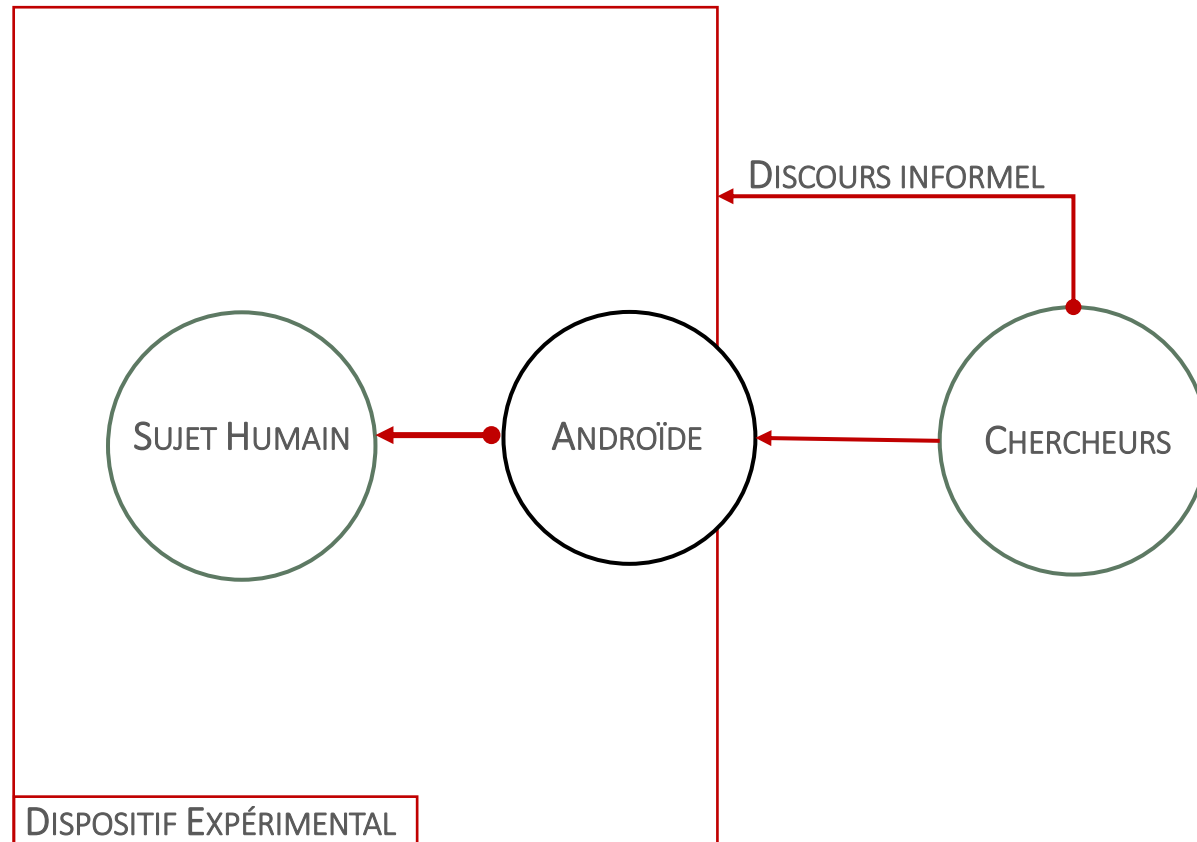 Discours informel
Sujet Humain
Androïde
Chercheurs
Dispositif Expérimental